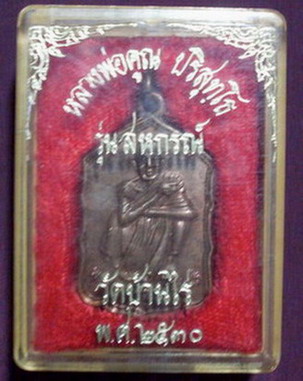 หลวงพ่อคูณ ปริสุทฺโธ
รุ่น สหกรณ์
วัดบ้านไร่
พ.ศ.๒๕๓๐